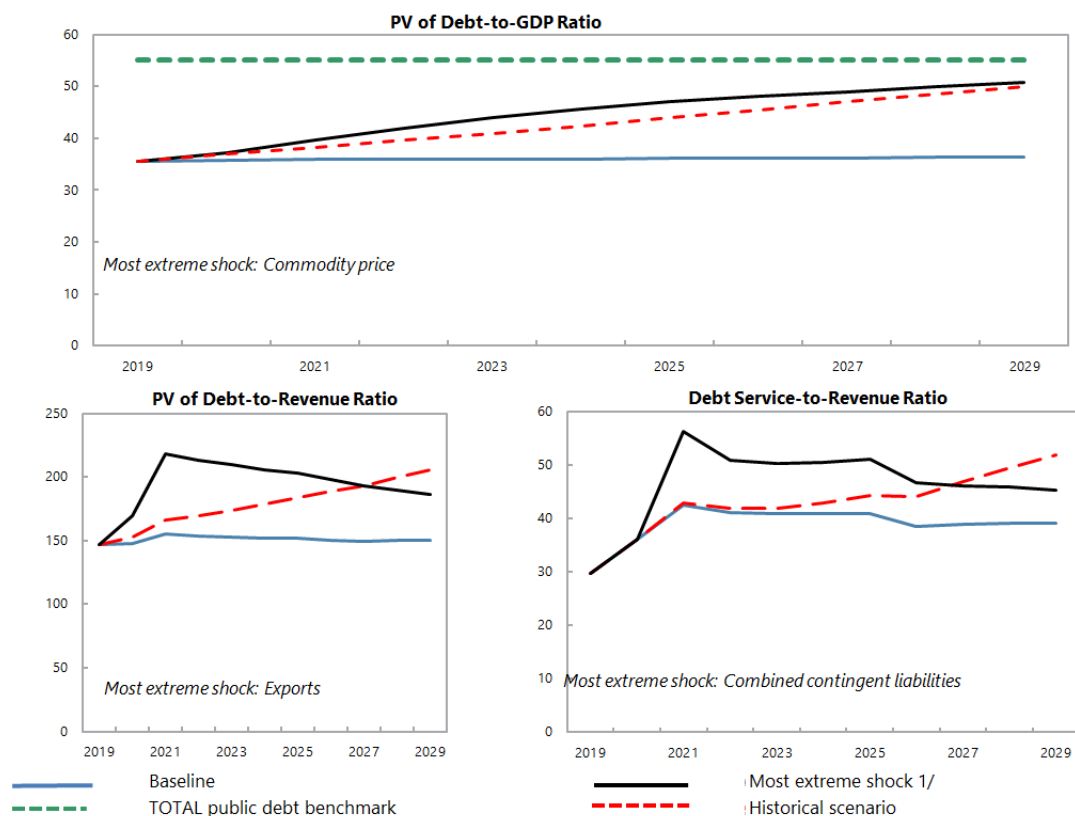 PV of Debt-to-GDP Ratio
60
50
40
30
20
10
0
Most extreme shock: Commodity price
2019 2021 2023 2025 2027 2029
PV of Debt-to-Revenue Ratio
250
200
150
100
50
0
Most extreme shock: Exports
2019 2021 2023 2025 2027 2029
Debt Service-to-Revenue Ratio
60
50
40
30
20
10
0
Most extreme shock: Combined contingent liabilities
2019 2021 2023 2025 2027 2029
Baseline
Most extreme shock 1/
TOTAL public debt benchmark
Historical scenario